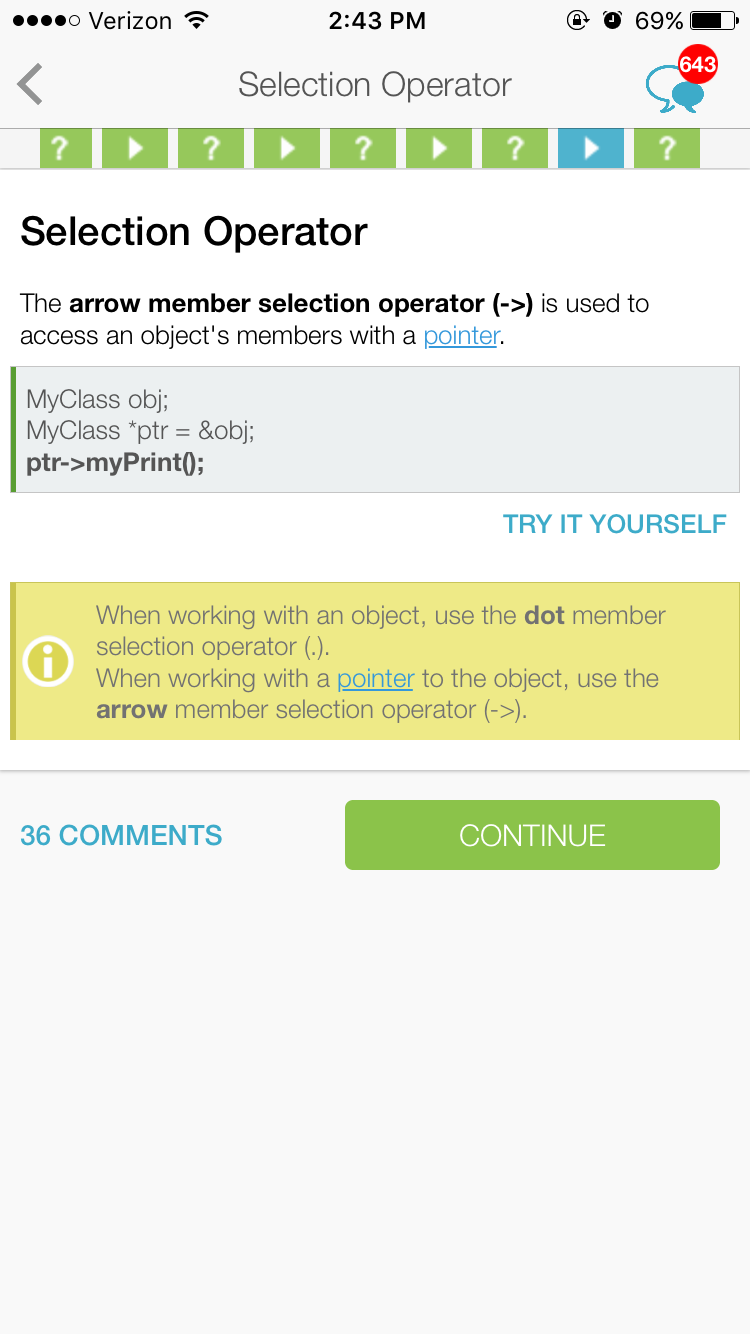 Verizon 2:43 PM 69%
Selection Operator
643
? ? ? ? ?
Selection Operator
The arrow member selection operator (->) is used to
access an object's members with a pointer.
MyClass obj;
MyClass *ptr = &obj;
ptr->myPrint();
TRY IT YOURSELF
When working with an object, use the dot member
selection operator (.).
When working with a pointer to the object, use the
arrow member selection operator (->).
36 COMMENTS
CONTINUE